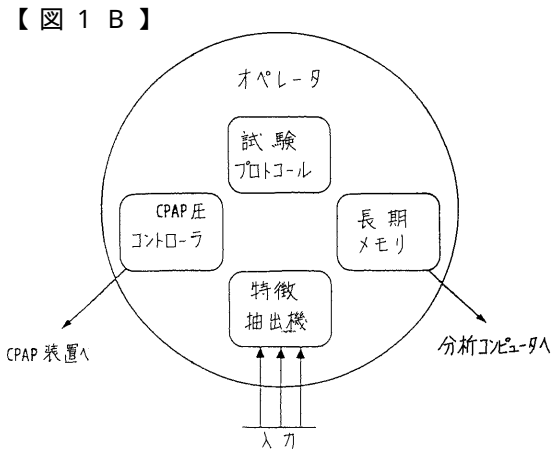 【図1B】
オペレータ
試験
プロトコール
CPAP圧
コントローラ
長期
メモリ
特徴
抽出機
CPAP装置へ
分析コンピュータへ
入力